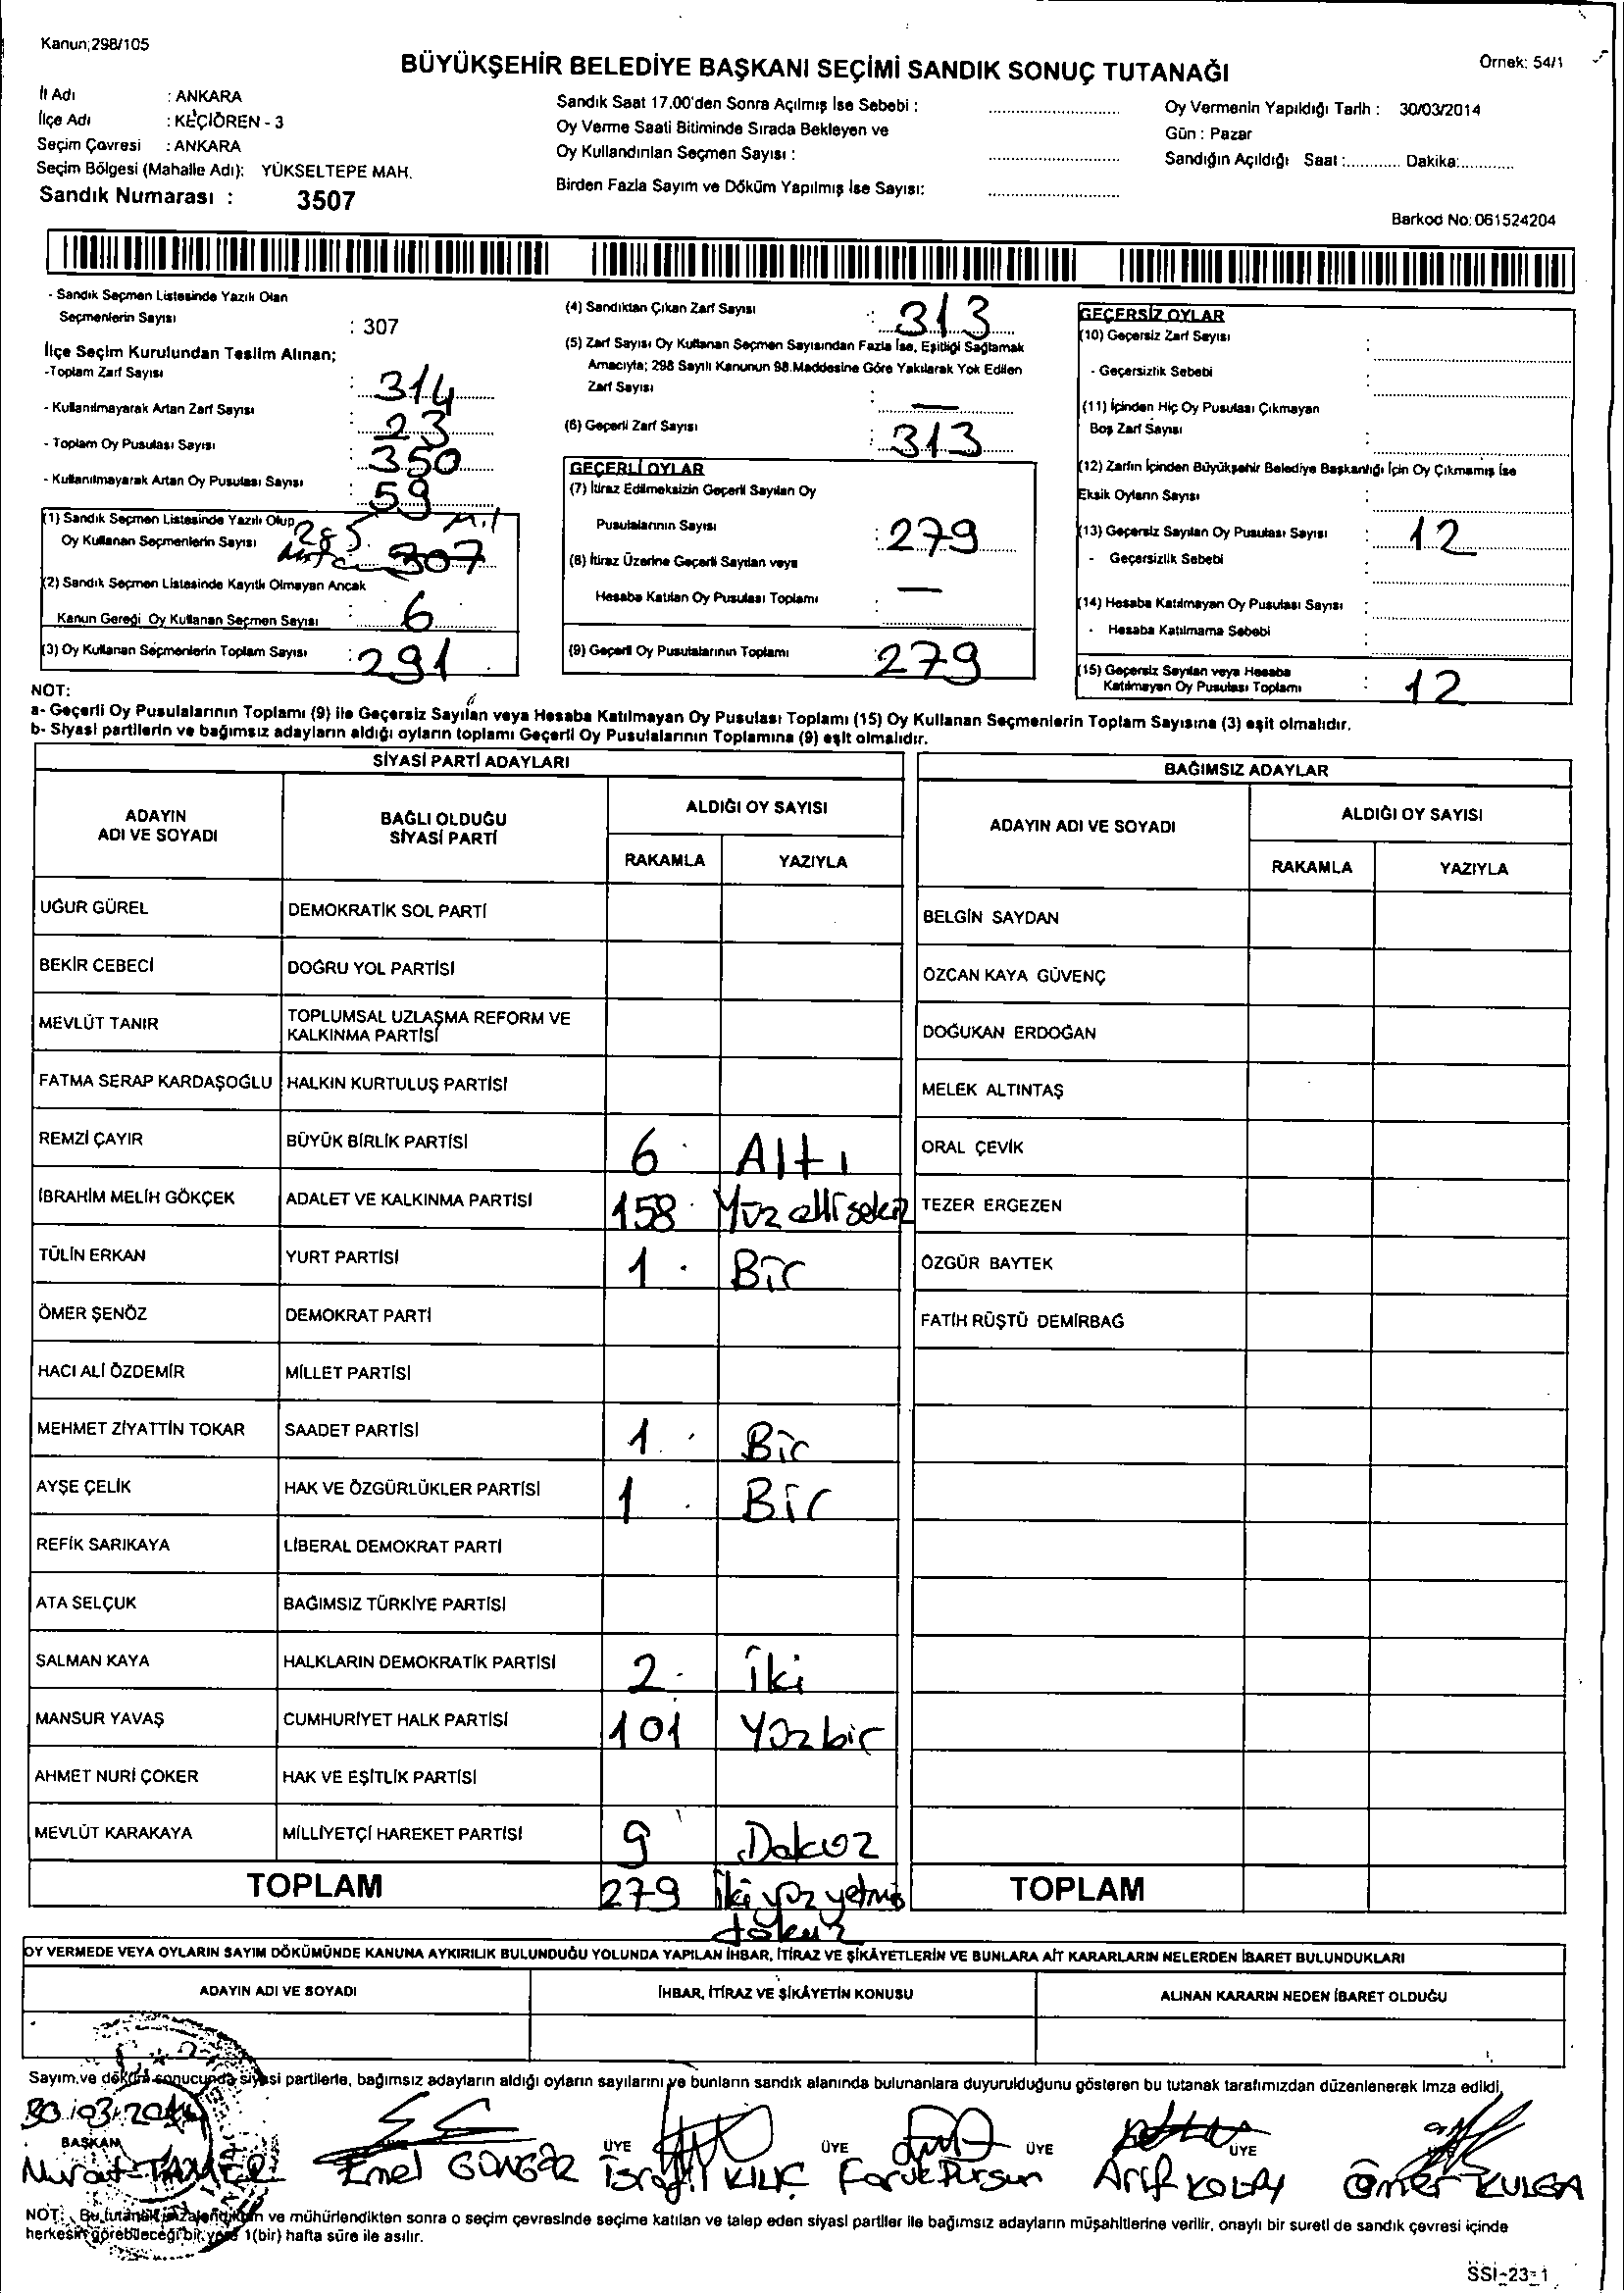 Kanun;298/105
BÜYÜKŞEHİR BELEDİYE BAŞKANI SEÇİMİ SANDIK SONUÇ TUTANAĞI
Örnek: 54/1
İl Adı : ANKARA
İlçe Adı : KEÇİÖREN - 3
Seçim Çevresi : ANKARA
Seçim Bölgesi (Mahalle Adı): YÜKSELTEPE MAH.
Sandık Numarası : 3507
Sandık Saat 17.00'den Sonra Açılmış İse Sebebi :
Oy Verme Saati Bitiminde Sırada Bekleyen ve
Oy Kullandırılan Seçmen Sayısı :
Birden Fazla Sayım ve Döküm Yapılmış İse Sayısı:
Oy Vermenin Yapıldığı Tarih : 30/03/2014
Gün : Pazar
Sandığın Açıldığı Saat :............ Dakika:............
Barkod No: 061524204
- Sandık Seçmen Listesinde Yazılı Olan
Seçmenlerin Sayısı : 307
İlçe Seçim Kurulundan Teslim Alınan;
-Toplam Zarf Sayısı : 314
- Kullanılmayarak Artan Zarf Sayısı : 23
- Toplam Oy Pusulası Sayısı : 350
- Kullanılmayarak Artan Oy Pusulası Sayısı : 59
(1) Sandık Seçmen Listesinde Yazılı Olup
Oy Kullanan Seçmenlerin Sayısı 285 307
(2) Sandık Seçmen Listesinde Kayıtlı Olmayan Ancak
Kanun Gereği Oy Kullanan Seçmen Sayısı : 6
(3) Oy Kullanan Seçmenlerin Toplam Sayısı : 291
(4) Sandıktan Çıkan Zarf Sayısı : 313
(5) Zarf Sayısı Oy Kullanan Seçmen Sayısından Fazla İse, Eşitliği Sağlamak
Amacıyla; 298 Sayılı Kanunun 98.Maddesine Göre Yakılarak Yok Edilen
Zarf Sayısı : —
(6) Geçerli Zarf Sayısı : 313
GEÇERLİ OYLAR
(7) İtiraz Edilmeksizin Geçerli Sayılan Oy
Pusulalarının Sayısı : 279
(8) İtiraz Üzerine Geçerli Sayılan veya
Hesaba Katılan Oy Pusulası Toplamı : —
(9) Geçerli Oy Pusulalarının Toplamı 279
GEÇERSİZ OYLAR
(10) Geçersiz Zarf Sayısı :
- Geçersizlik Sebebi :
(11) İçinden Hiç Oy Pusulası Çıkmayan
Boş Zarf Sayısı :
(12) Zarfın İçinden Büyükşehir Belediye Başkanlığı İçin Oy Çıkmamış İse
Eksik Oyların Sayısı :
(13) Geçersiz Sayılan Oy Pusulası Sayısı : 12
- Geçersizlik Sebebi :
(14) Hesaba Katılmayan Oy Pusulası Sayısı :
- Hesaba Katılmama Sebebi :
(15) Geçersiz Sayılan veya Hesaba
Katılmayan Oy Pusulası Toplamı : 12
NOT:
a- Geçerli Oy Pusulalarının Toplamı (9) ile Geçersiz Sayılan veya Hesaba Katılmayan Oy Pusulası Toplamı (15) Oy Kullanan Seçmenlerin Toplam Sayısına (3) eşit olmalıdır.
b- Siyasi partilerin ve bağımsız adayların aldığı oyların toplamı Geçerli Oy Pusulalarının Toplamına (9) eşit olmalıdır.
SİYASİ PARTİ ADAYLARI
BAĞIMSIZ ADAYLAR
ADAYIN ADI VE SOYADI
BAĞLI OLDUĞU SİYASİ PARTİ
ALDIĞI OY SAYISI
RAKAMLA YAZIYLA
ADAYIN ADI VE SOYADI
ALDIĞI OY SAYISI
RAKAMLA YAZIYLA
UĞUR GÜREL DEMOKRATİK SOL PARTİ BELGİN SAYDAN
BEKİR CEBECİ DOĞRU YOL PARTİSİ ÖZCAN KAYA GÜVENÇ
MEVLÜT TANIR TOPLUMSAL UZLAŞMA REFORM VE KALKINMA PARTİSİ DOĞUKAN ERDOĞAN
FATMA SERAP KARDAŞOĞLU HALKIN KURTULUŞ PARTİSİ MELEK ALTINTAŞ
REMZİ ÇAYIR BÜYÜK BİRLİK PARTİSİ 6 Altı ORAL ÇEVİK
İBRAHİM MELİH GÖKÇEK ADALET VE KALKINMA PARTİSİ 158 Yüz elli sekiz TEZER ERGEZEN
TÜLİN ERKAN YURT PARTİSİ 1 Bir ÖZGÜR BAYTEK
ÖMER ŞENÖZ DEMOKRAT PARTİ FATİH RÜŞTÜ DEMİRBAĞ
HACI ALİ ÖZDEMİR MİLLET PARTİSİ
MEHMET ZİYATTİN TOKAR SAADET PARTİSİ 1 Bir
AYŞE ÇELİK HAK VE ÖZGÜRLÜKLER PARTİSİ 1 Bir
REFİK SARIKAYA LİBERAL DEMOKRAT PARTİ
ATA SELÇUK BAĞIMSIZ TÜRKİYE PARTİSİ
SALMAN KAYA HALKLARIN DEMOKRATİK PARTİSİ 2 İki
MANSUR YAVAŞ CUMHURİYET HALK PARTİSİ 101 Yüzbir
AHMET NURİ ÇOKER HAK VE EŞİTLİK PARTİSİ
MEVLÜT KARAKAYA MİLLİYETÇİ HAREKET PARTİSİ 9 Dokuz
TOPLAM 279 İki yüz yetmiş dokuz TOPLAM
OY VERMEDE VEYA OYLARIN SAYIM DÖKÜMÜNDE KANUNA AYKIRILIK BULUNDUĞU YOLUNDA YAPILAN İHBAR, İTİRAZ VE ŞİKÂYETLERİN VE BUNLARA AİT KARARLARIN NELERDEN İBARET BULUNDUKLARI
ADAYIN ADI VE SOYADI İHBAR, İTİRAZ VE ŞİKÂYETİN KONUSU ALINAN KARARIN NEDEN İBARET OLDUĞU
Sayım ve döküm sonucunda siyasi partilerle, bağımsız adayların aldığı oyların sayılarını ve bunların sandık alanında bulunanlara duyurulduğunu gösteren bu tutanak tarafımızdan düzenlenerek imza edildi.
30.03.2014
BAŞKAN ÜYE ÜYE ÜYE ÜYE ÜYE
Murat TAMER Emel GÜNGÖR İsrafil KILIÇ Faruk Dursun Arif KOLAY Ömer KULGA
NOT: Bu tutanak imzalandıktan ve mühürlendikten sonra o seçim çevresinde seçime katılan ve talep eden siyasi partiler ile bağımsız adayların müşahitlerine verilir, onaylı bir sureti de sandık çevresi içinde
herkesin görebileceği bir yere 1(bir) hafta süre ile asılır.
SSİ-23-1